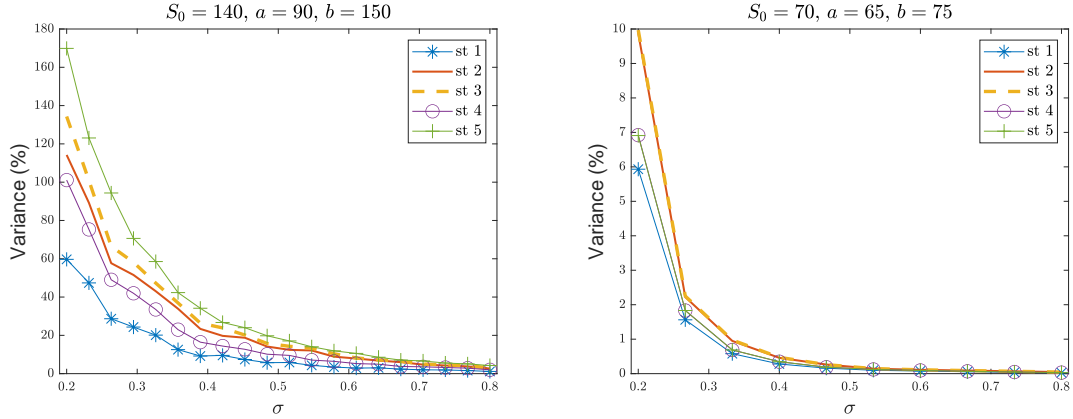 S₀ = 140, a = 90, b = 150
180
160
140
120
100
80
60
40
20
0
Variance (%)
0.2 0.3 0.4 0.5 0.6 0.7 0.8
σ
st 1
st 2
st 3
st 4
st 5
S₀ = 70, a = 65, b = 75
10
9
8
7
6
5
4
3
2
1
0
Variance (%)
0.2 0.3 0.4 0.5 0.6 0.7 0.8
σ
st 1
st 2
st 3
st 4
st 5